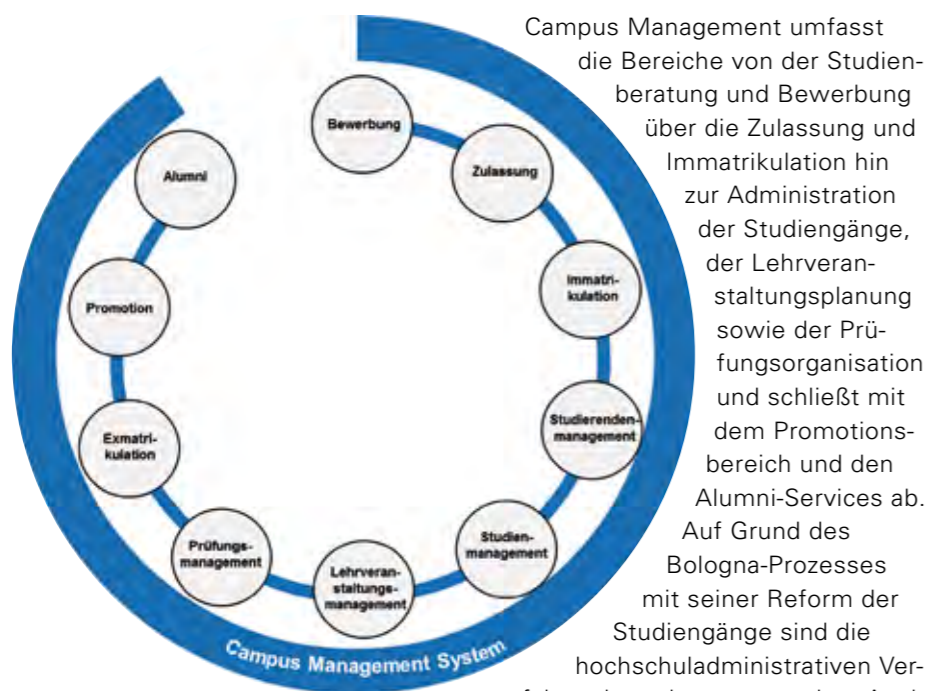 Campus Management umfasst
die Bereiche von der Studien-
beratung und Bewerbung
über die Zulassung und
Immatrikulation hin
zur Administration
der Studiengänge,
der Lehrveran-
staltungsplanung
sowie der Prü-
fungsorganisation
und schließt mit
dem Promotions-
bereich und den
Alumni-Services ab.
Auf Grund des
Bologna-Prozesses
mit seiner Reform der
Studiengänge sind die
hochschuladministrativen Ver-
Bewerbung
Zulassung
Immatri-
kulation
Studierenden-
management
Studien-
management
Lehrveran-
staltungs-
management
Prüfungs-
management
Exmatri-
kulation
Promotion
Alumni
Campus Management System